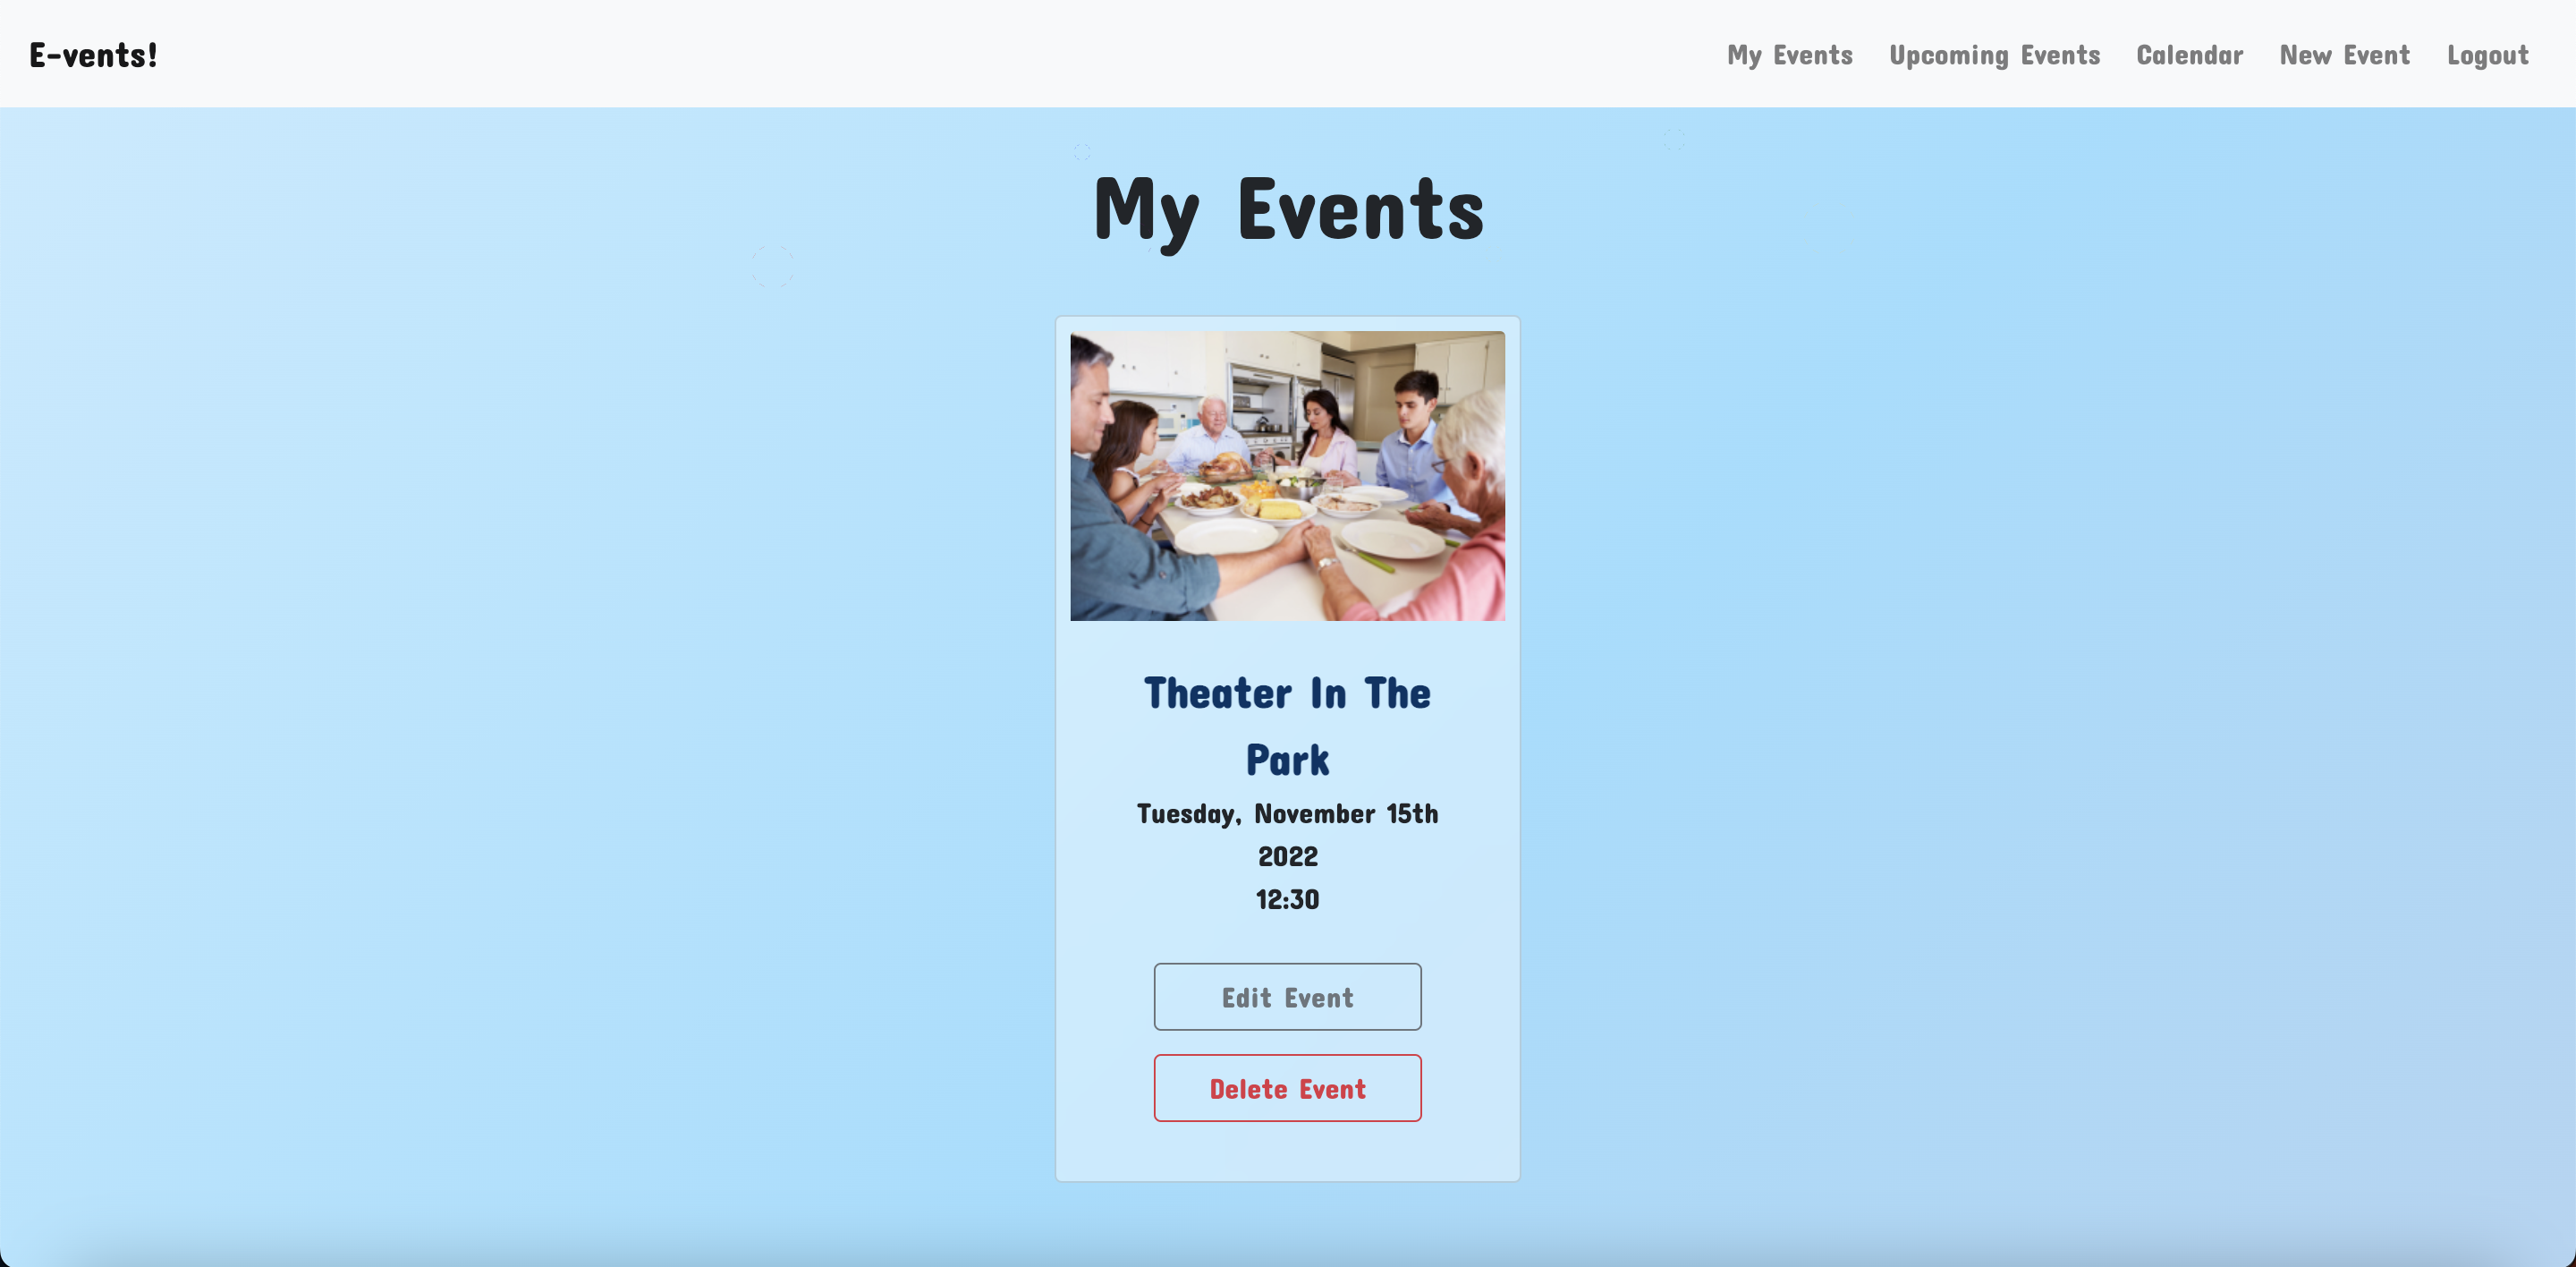 E-vents!
My Events
Upcoming Events
Calendar
New Event
Logout
My Events
Theater In The
Park
Tuesday, November 15th
2022
12:30
Edit Event
Delete Event